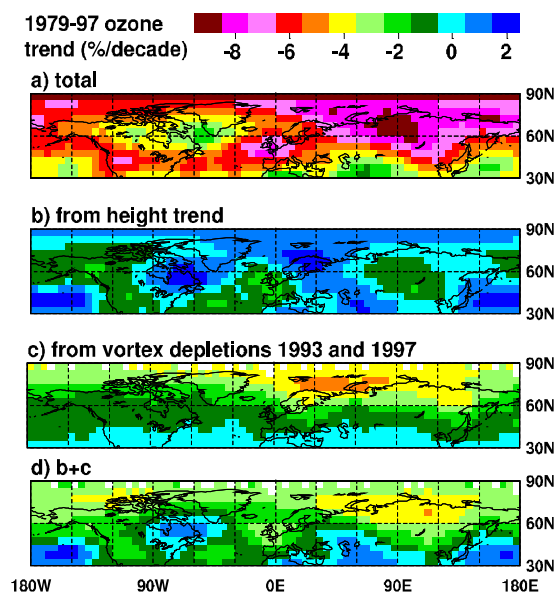 1979-97 ozone
trend (%/decade)
-8 -6 -4 -2 0 2
a) total
90N
60N
30N
b) from height trend
90N
60N
30N
c) from vortex depletions 1993 and 1997
90N
60N
30N
d) b+c
90N
60N
30N
180W 90W 0E 90E 180E